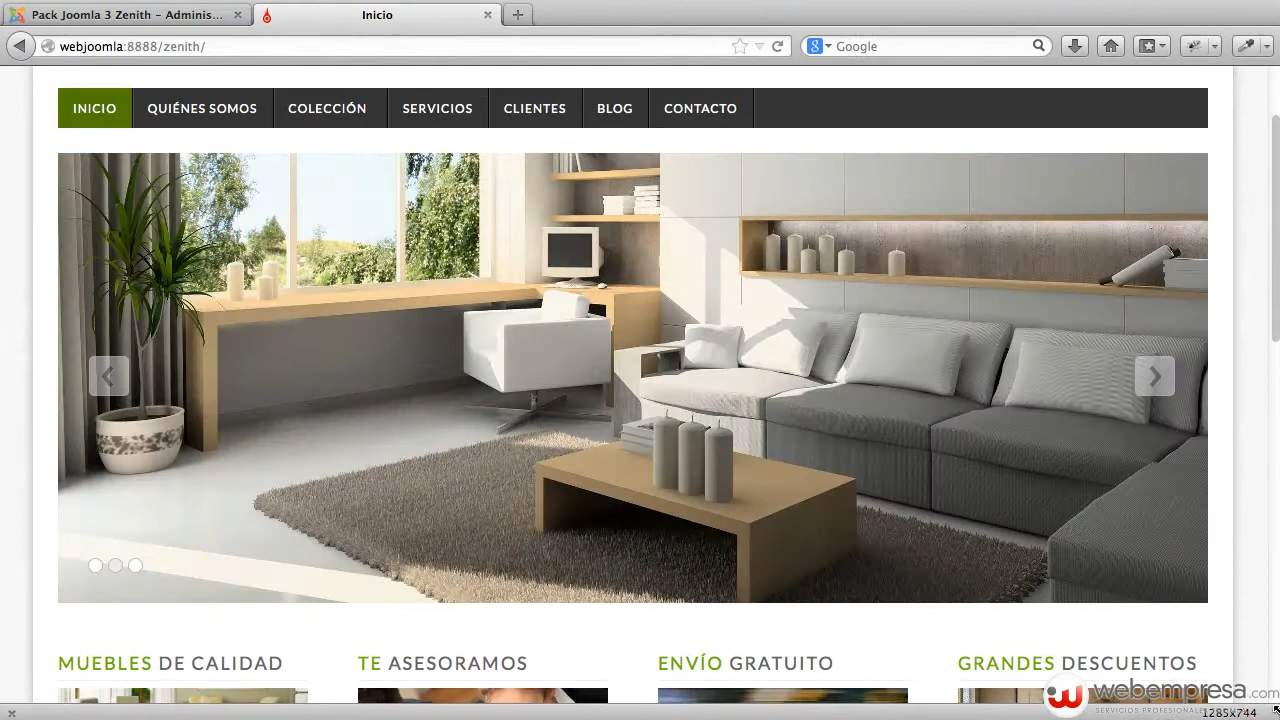 Pack Joomla 3 Zenith - Adminis...
Inicio
webjoomla:8888/zenith/
Google
INICIO
QUIÉNES SOMOS
COLECCIÓN
SERVICIOS
CLIENTES
BLOG
CONTACTO
MUEBLES DE CALIDAD
TE ASESORAMOS
ENVÍO GRATUITO
GRANDES DESCUENTOS
webempresa.com
SERVICIOS PROFESIONALES
1285x744